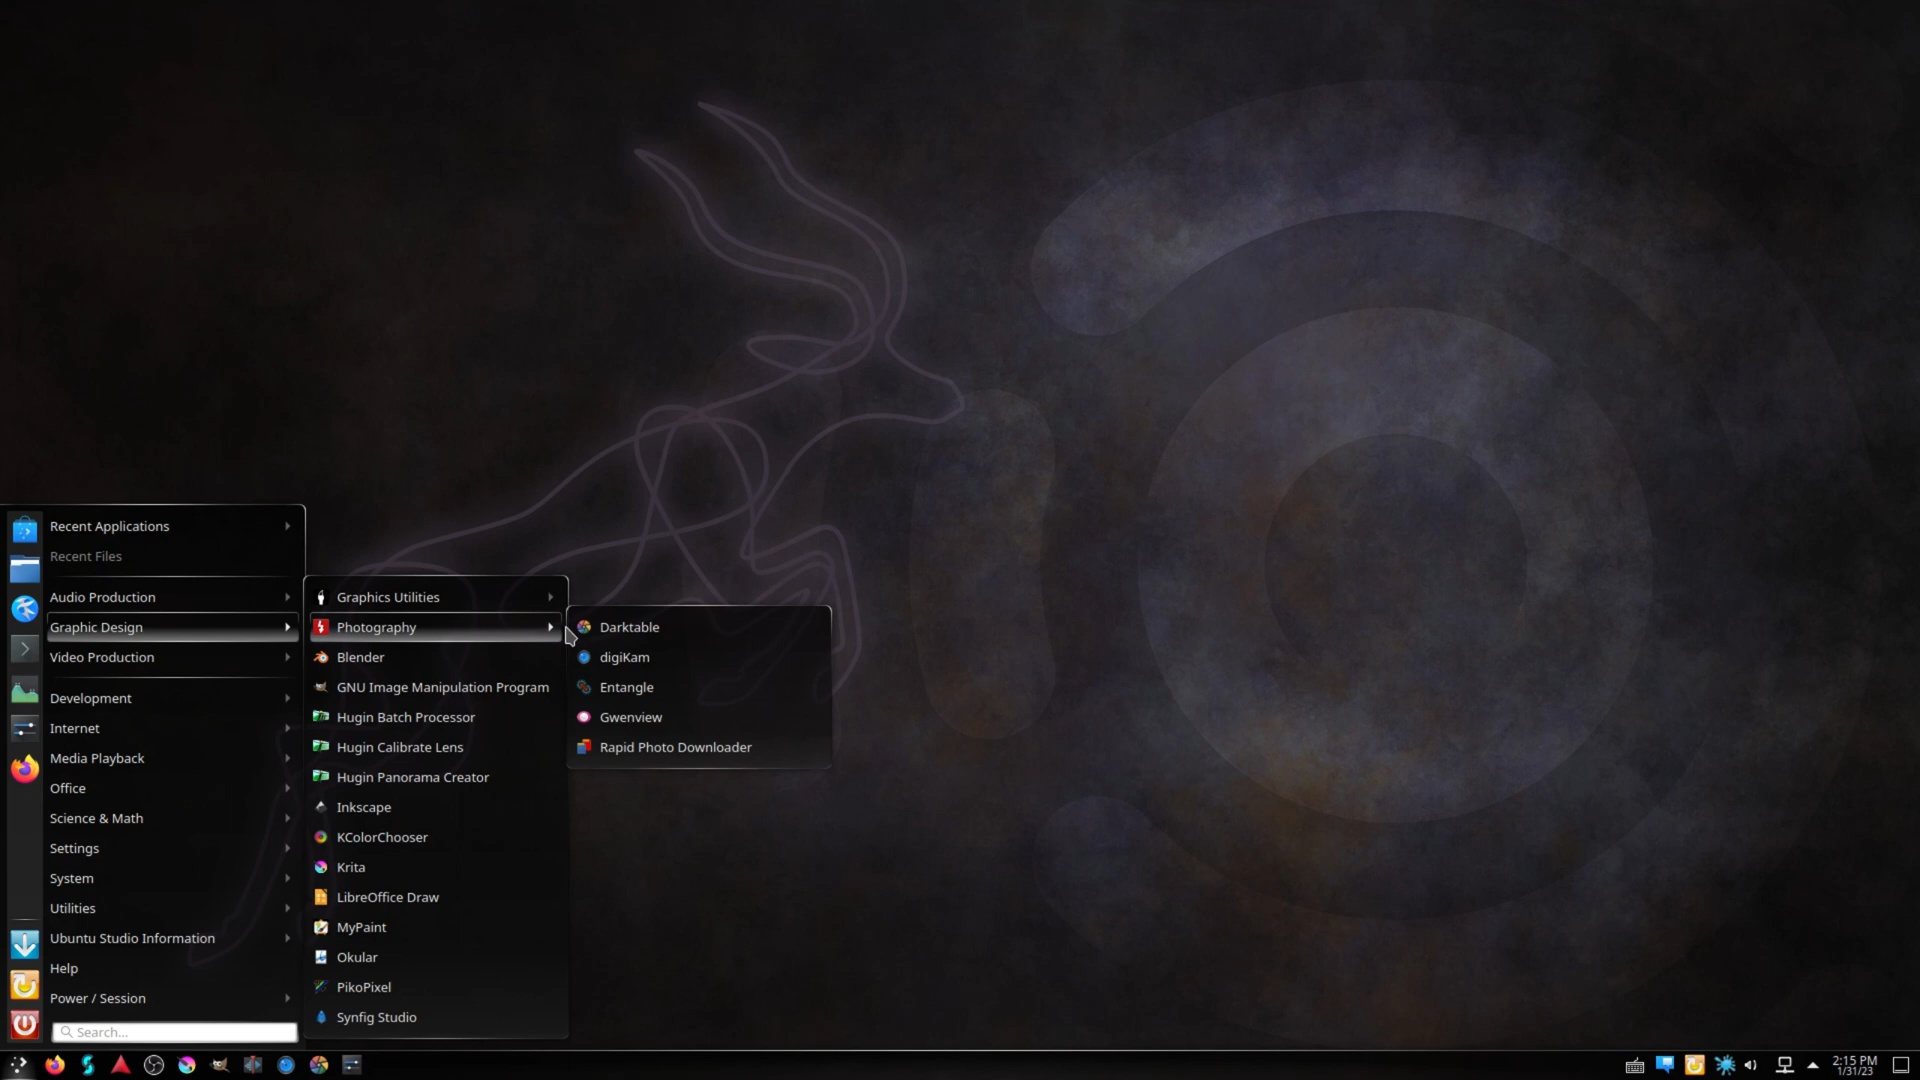 Recent Applications
Recent Files
Audio Production
Graphic Design
Video Production
Development
Internet
Media Playback
Office
Science & Math
Settings
System
Utilities
Ubuntu Studio Information
Help
Power / Session
Search...
Graphics Utilities
Photography
Blender
GNU Image Manipulation Program
Hugin Batch Processor
Hugin Calibrate Lens
Hugin Panorama Creator
Inkscape
KColorChooser
Krita
LibreOffice Draw
MyPaint
Okular
PikoPixel
Synfig Studio
Darktable
digiKam
Entangle
Gwenview
Rapid Photo Downloader
2:15 PM
1/31/23